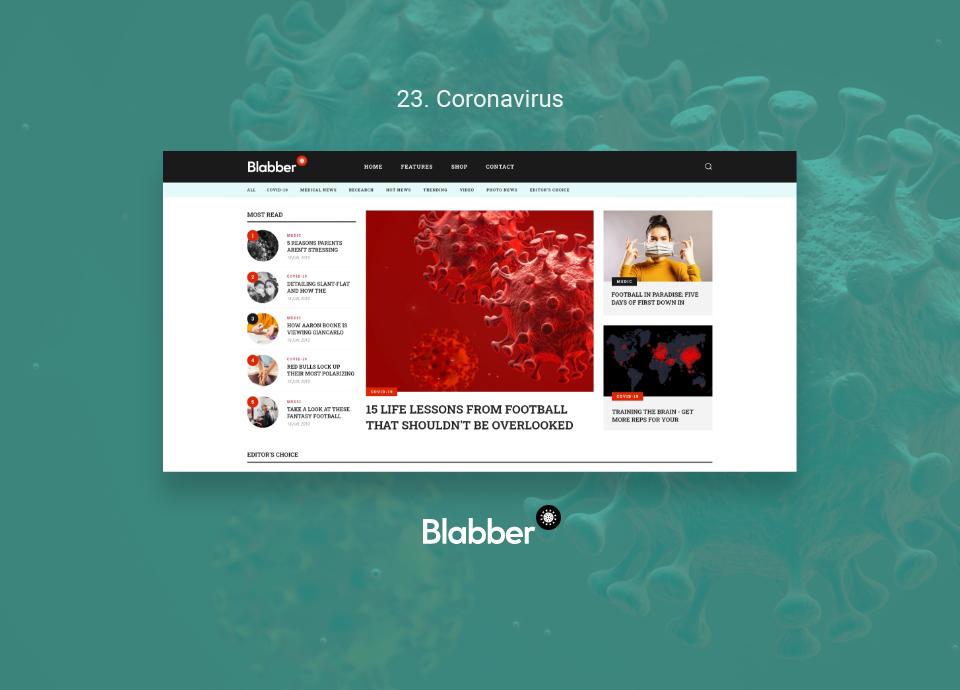 23. Coronavirus
Blabber
HOME FEATURES SHOP CONTACT
ALL COVID-19 MEDICAL NEWS RESEARCH HOT NEWS TRENDING VIDEO PHOTO NEWS EDITOR'S CHOICE
MOST READ
1
MEDIC
5 REASONS PARENTS
AREN'T STRESSING
2
COVID-19
DETAILING SLANT-FLAT
AND HOW THE
3
MEDIC
HOW AARON BOONE IS
VIEWING GIANCARLO
4
COVID-19
RED BULLS LOCK UP
THEIR MOST POLARIZING
5
MEDIC
TAKE A LOOK AT THESE
FANTASY FOOTBALL
COVID-19
15 LIFE LESSONS FROM FOOTBALL
THAT SHOULDN'T BE OVERLOOKED
MEDIC
FOOTBALL IN PARADISE: FIVE
DAYS OF FIRST DOWN IN
COVID-19
TRAINING THE BRAIN - GET
MORE REPS FOR YOUR
EDITOR'S CHOICE
Blabber